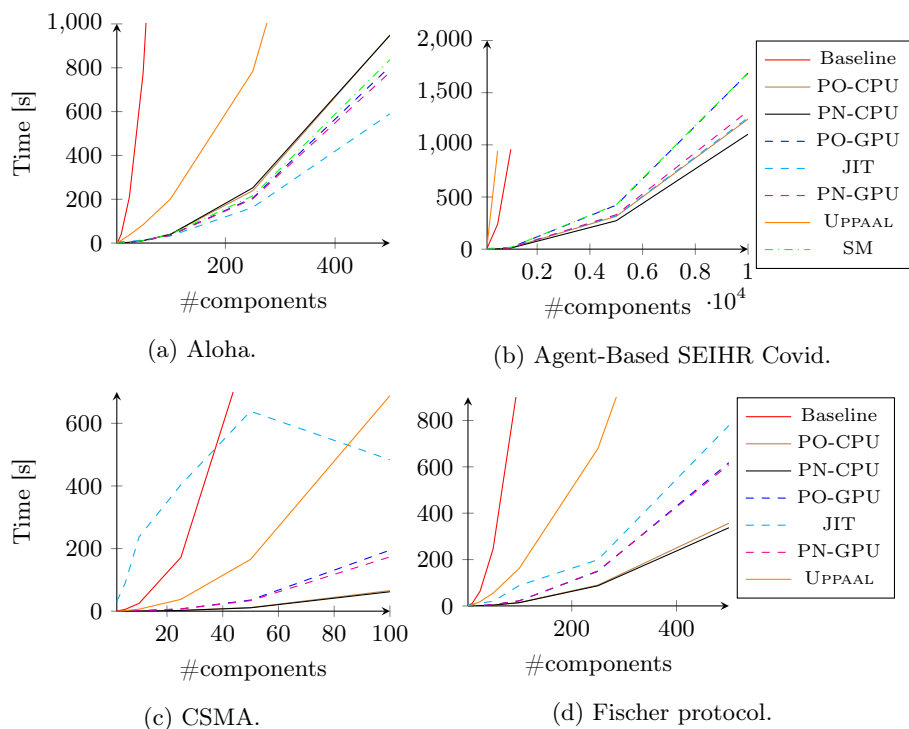 1,000
800
600
400
200
0
Time [s]
200
400
#components
(a) Aloha.
2,000
1,500
1,000
500
0
0.2
0.4
0.6
0.8
1
·10^4
#components
(b) Agent-Based SEIHR Covid.
Baseline
PO-CPU
PN-CPU
PO-GPU
JIT
PN-GPU
UPPAAL
SM
600
400
200
0
Time [s]
20
40
60
80
100
#components
(c) CSMA.
800
600
400
200
0
200
400
#components
(d) Fischer protocol.
Baseline
PO-CPU
PN-CPU
PO-GPU
JIT
PN-GPU
UPPAAL